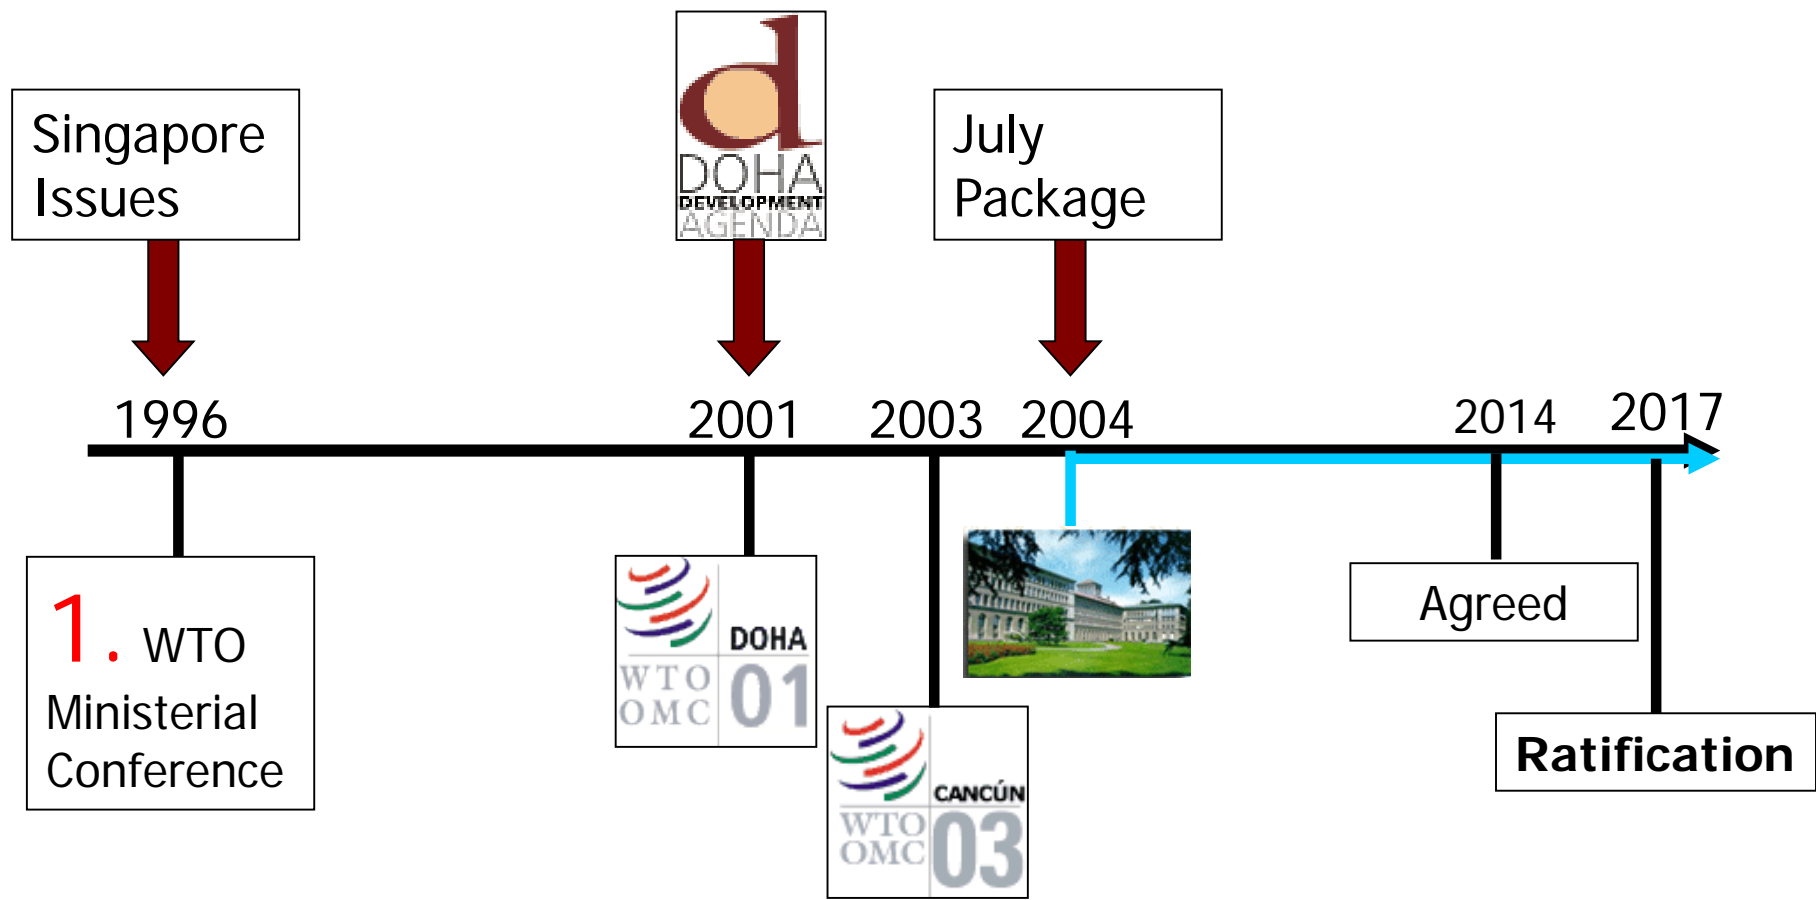 Singapore
Issues
DOHA
DEVELOPMENT
AGENDA
July
Package
1996
2001
2003
2004
2014
2017
1. WTO
Ministerial
Conference
DOHA
WTO
OMC
01
CANCÚN
WTO
OMC
03
Agreed
Ratification